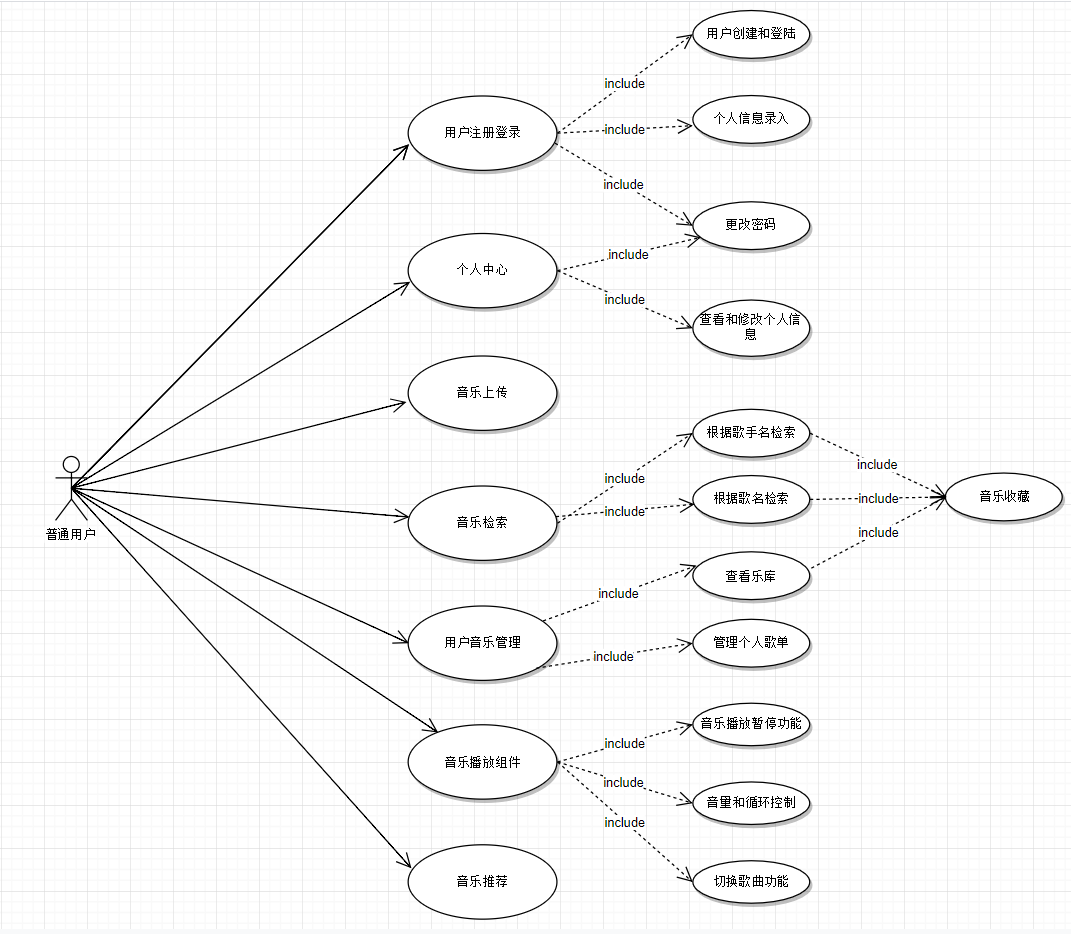 用户创建和登陆
include
用户注册登录
include
个人信息录入
include
更改密码
个人中心
include
include
查看和修改个人信
息
音乐上传
根据歌手名检索
include
include
根据歌名检索
include
include
音乐收藏
音乐检索
普通用户
include
查看乐库
include
用户音乐管理
include
管理个人歌单
音乐播放暂停功能
include
音乐播放组件
include
音量和循环控制
include
音乐推荐
切换歌曲功能